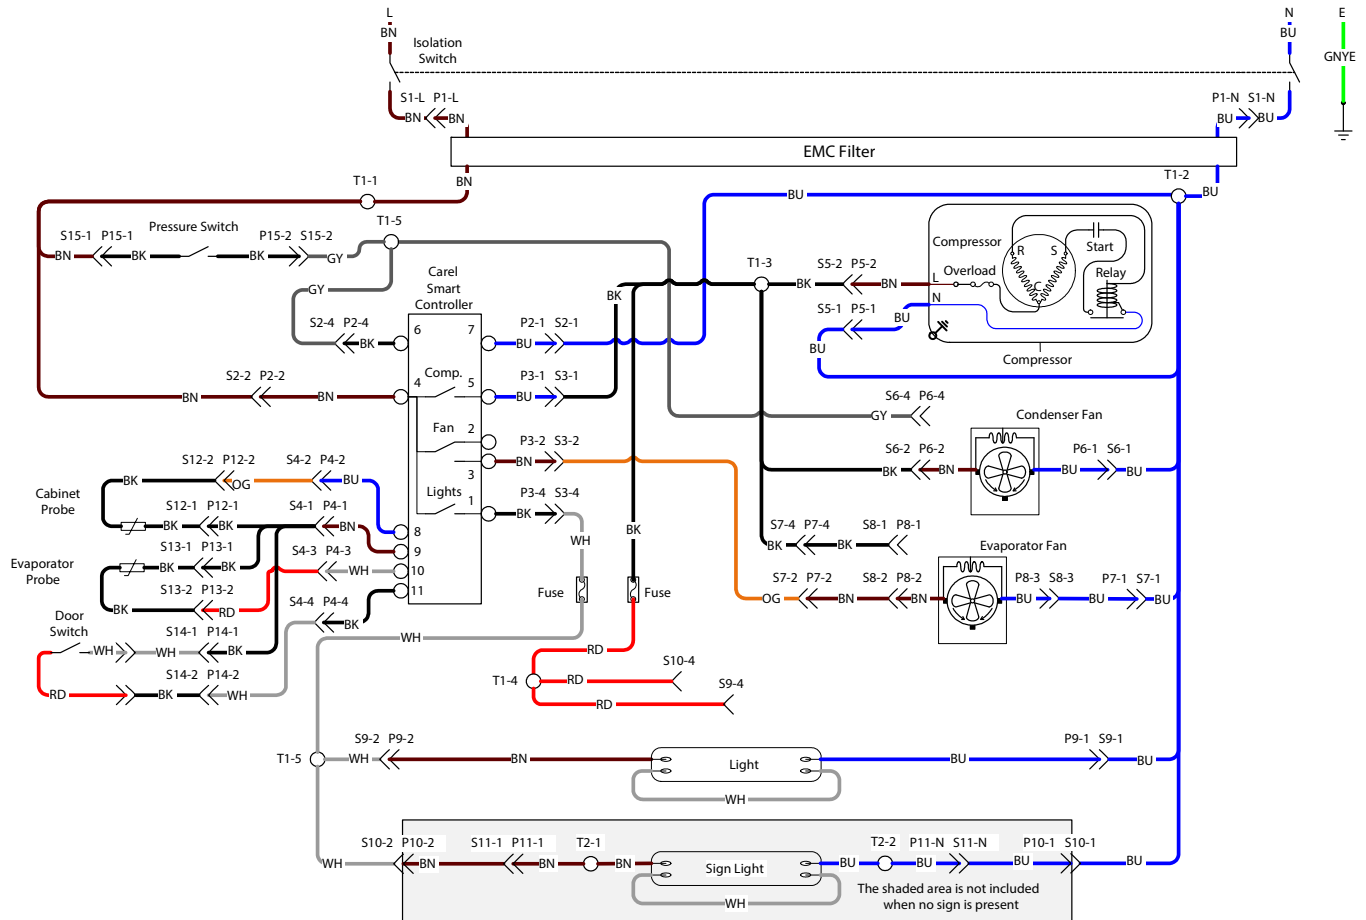 L
N
E
BN
BU
GNYE
Isolation
Switch
S1-L P1-L
BN BN
P1-N S1-N
BU BU
EMC Filter
BN
BU
T1-1
T1-2
BU
T1-5
Pressure Switch
S15-1 P15-1
P15-2 S15-2
BN BK BK GY
GY
Carel
Smart
Controller
S2-4 P2-4
BK
6 7
P2-1 S2-1
BU
Comp.
4 5
S2-2 P2-2
BN BN
P3-1 S3-1
BU
BK
Fan
2
3
P3-2 S3-2
BN
Lights
1
P3-4 S3-4
BK
WH
8
9
10
11
T1-3
BK
S5-2 P5-2
BN
S5-1 P5-1
BU
BU
Compressor
L
Overload
N
R S
C
Start
Relay
Compressor
S6-4 P6-4
GY
Condenser Fan
S6-2 P6-2
BK BN
P6-1 S6-1
BU BU
S7-4 P7-4
S8-1 P8-1
BK BK
Evaporator Fan
S7-2 P7-2
S8-2 P8-2
OG BN BN
P8-3 S8-3
P7-1 S7-1
BU BU BU
S12-2 P12-2
S4-2 P4-2
BK OG BU
Cabinet
Probe
S12-1 P12-1
S4-1 P4-1
BK BK BN
S13-1 P13-1
S4-3 P4-3
BK BK WH
Evaporator
Probe
S13-2 P13-2
BK RD
S4-4 P4-4
BK
Door
Switch
S14-1 P14-1
WH WH BK
S14-2 P14-2
RD BK WH
WH
Fuse
BK
Fuse
RD
T1-4
RD
S10-4
RD
S9-4
T1-5
S9-2 P9-2
WH BN
Light
WH
BU
P9-1 S9-1
BU
S10-2 P10-2
WH BN
S11-1 P11-1
BN
T2-1
BN
Sign Light
WH
BU
T2-2
P11-N S11-N
BU
P10-1 S10-1
BU BU
The shaded area is not included
when no sign is present